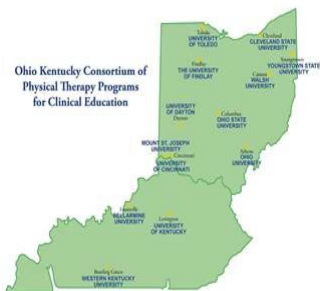 Ohio Kentucky Consortium of
Physical Therapy Programs
for Clinical Education
Toledo
UNIVERSITY
OF TOLEDO
Cleveland
CLEVELAND STATE
UNIVERSITY
Findlay
THE UNIVERSITY
OF FINDLAY
Canton
WALSH
UNIVERSITY
Youngstown
YOUNGSTOWN STATE
UNIVERSITY
UNIVERSITY
OF DAYTON
Dayton
Columbus
OHIO STATE
UNIVERSITY
MOUNT ST. JOSEPH
UNIVERSITY
Cincinnati
UNIVERSITY
OF CINCINNATI
Athens
OHIO
UNIVERSITY
Louisville
BELLARMINE
UNIVERSITY
Lexington
UNIVERSITY
OF KENTUCKY
Bowling Green
WESTERN KENTUCKY
UNIVERSITY